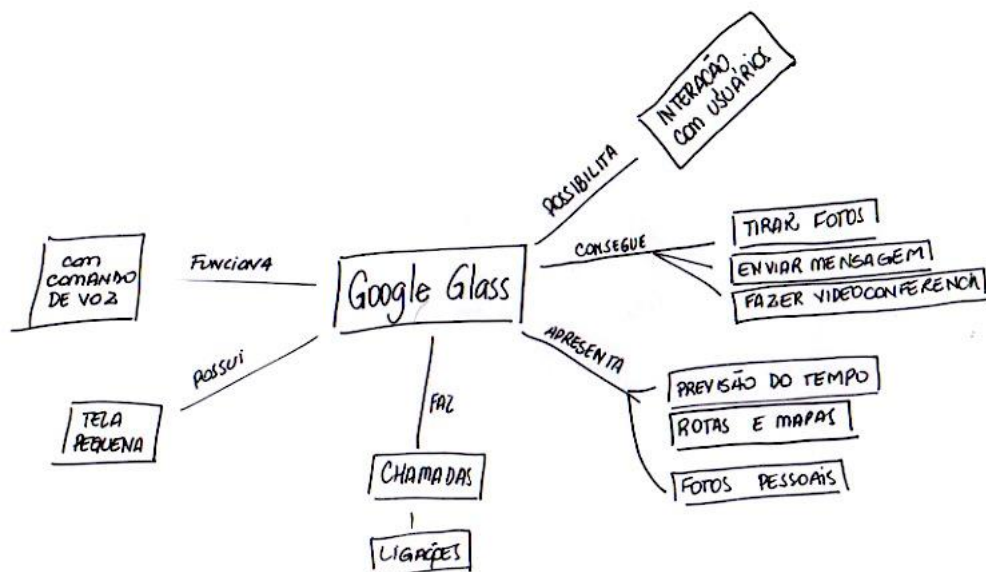 INTERAÇÃO
COM USUÁRIOS
POSSIBILITA
TIRAR FOTOS
CONSEGUE
ENVIAR MENSAGEM
FAZER VIDEOCONFERENCIA
COM
COMANDO
DE VOZ
FUNCIONA
Google Glass
APRESENTA
PREVISÃO DO TEMPO
ROTAS E MAPAS
FOTOS PESSOAIS
POSSUI
TELA
PEQUENA
FAZ
CHAMADAS
LIGAÇÕES